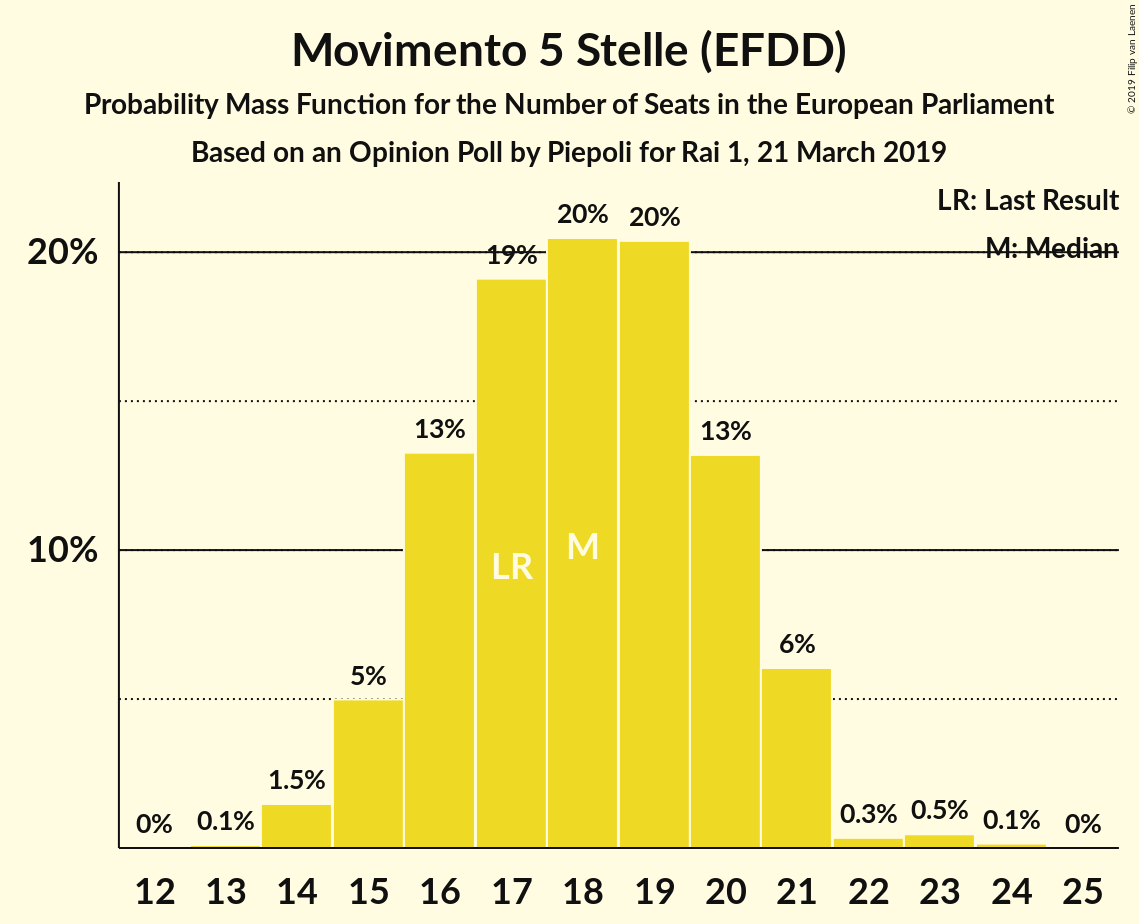 Movimento 5 Stelle (EFDD)
Probability Mass Function for the Number of Seats in the European Parliament
Based on an Opinion Poll by Piepoli for Rai 1, 21 March 2019
© 2019 Filip van Laenen
LR: Last Result
M: Median
20%
10%
0%
0.1%
1.5%
5%
13%
19%
20%
20%
13%
6%
0.3%
0.5%
0.1%
0%
LR
M
12 13 14 15 16 17 18 19 20 21 22 23 24 25